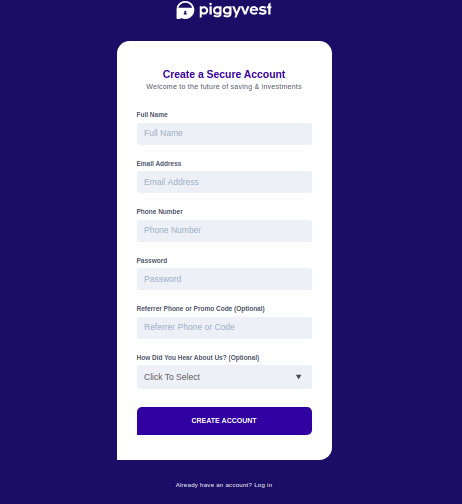 piggyvest
Create a Secure Account
Welcome to the future of saving & investments
Full Name
Full Name
Email Address
Email Address
Phone Number
Phone Number
Password
Password
Referrer Phone or Promo Code (Optional)
Referrer Phone or Code
How Did You Hear About Us? (Optional)
Click To Select
CREATE ACCOUNT
Already have an account? Log in